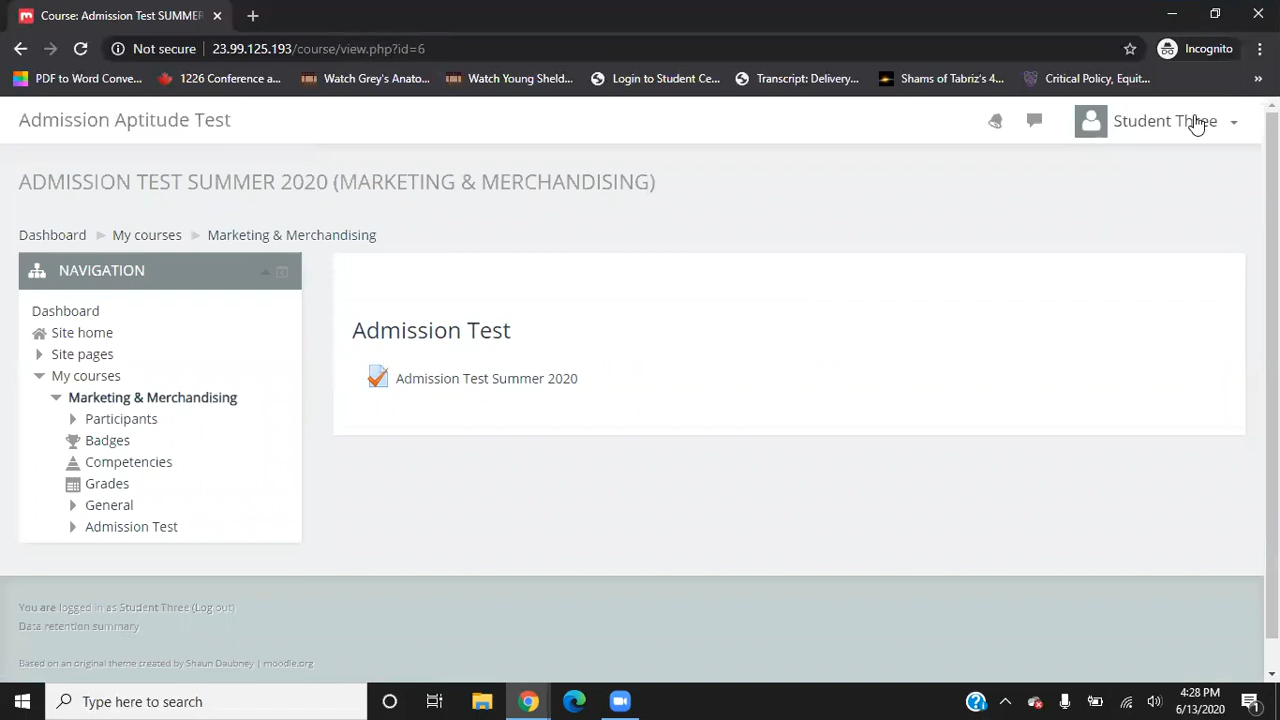 Course: Admission Test SUMMER
Not secure 23.99.125.193/course/view.php?id=6 Incognito
PDF to Word Conve... 1226 Conference a... Watch Grey's Anato... Watch Young Sheld... Login to Student Ce... Transcript: Delivery... Shams of Tabriz's 4... Critical Policy, Equit... »
Admission Aptitude Test Student Three
ADMISSION TEST SUMMER 2020 (MARKETING & MERCHANDISING)
Dashboard My courses Marketing & Merchandising
NAVIGATION
Dashboard
Site home
Site pages
My courses
Marketing & Merchandising
Participants
Badges
Competencies
Grades
General
Admission Test
Admission Test
Admission Test Summer 2020
You are logged in as Student Three (Log out)
Data retention summary
Based on an original theme created by Shaun Daubney | moodle.org
Type here to search
4:28 PM
6/13/2020
1